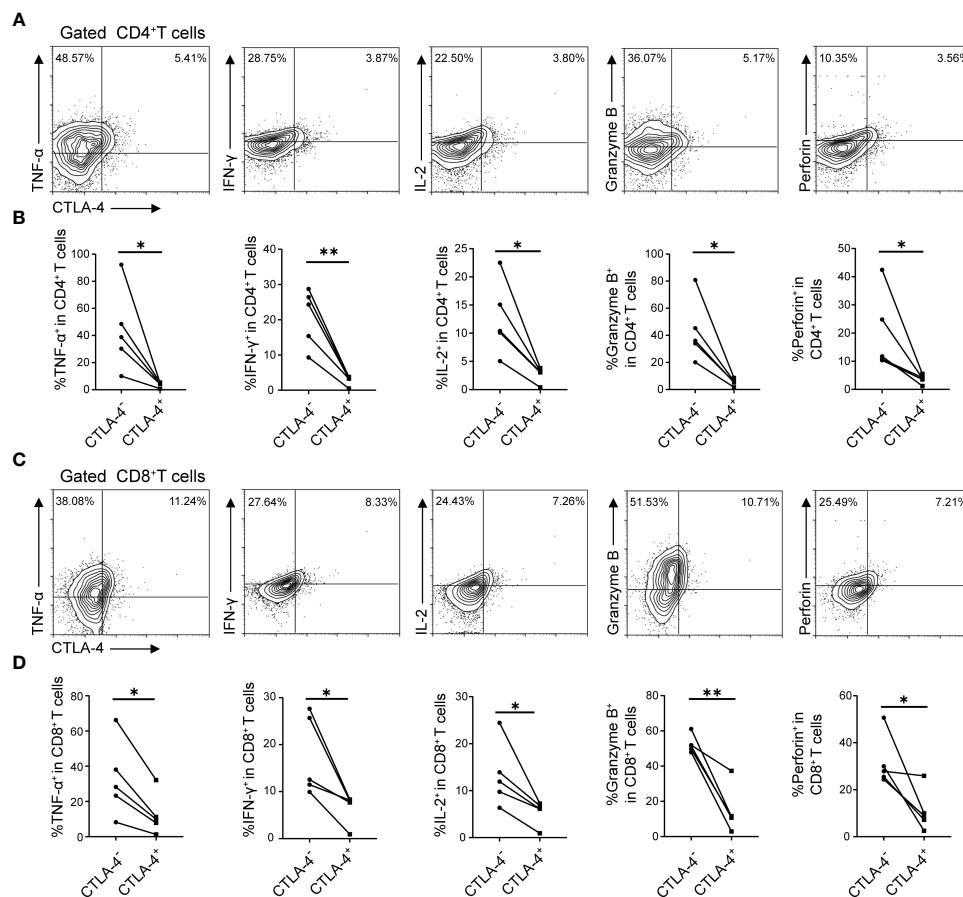 A
Gated CD4⁺T cells
48.57% 5.41%
TNF-α
CTLA-4
28.75% 3.87%
IFN-γ
22.50% 3.80%
IL-2
36.07% 5.17%
Granzyme B
10.35% 3.56%
Perforin
B
%TNF-α⁺ in CD4⁺ T cells
100
80
60
40
20
0
CTLA-4⁻
CTLA-4⁺
*
%IFN-γ⁺ in CD4⁺ T cells
40
30
20
10
0
CTLA-4⁻
CTLA-4⁺
**
%IL-2⁺ in CD4⁺ T cells
25
20
15
10
5
0
CTLA-4⁻
CTLA-4⁺
*
%Granzyme B⁺
in CD4⁺ T cells
100
80
60
40
20
0
CTLA-4⁻
CTLA-4⁺
*
%Perforin⁺ in
CD4⁺ T cells
50
40
30
20
10
0
CTLA-4⁻
CTLA-4⁺
*
C
Gated CD8⁺T cells
38.08% 11.24%
TNF-α
CTLA-4
27.64% 8.33%
IFN-γ
24.43% 7.26%
IL-2
51.53% 10.71%
Granzyme B
25.49% 7.21%
Perforin
D
%TNF-α⁺ in CD8⁺ T cells
80
60
40
20
0
CTLA-4⁻
CTLA-4⁺
*
%IFN-γ⁺ in CD8⁺ T cells
30
20
10
0
CTLA-4⁻
CTLA-4⁺
*
%IL-2⁺ in CD8⁺ T cells
30
20
10
0
CTLA-4⁻
CTLA-4⁺
*
%Granzyme B⁺
in CD8⁺T cells
80
60
40
20
0
CTLA-4⁻
CTLA-4⁺
**
%Perforin⁺ in
CD8⁺T cells
60
40
20
0
CTLA-4⁻
CTLA-4⁺
*